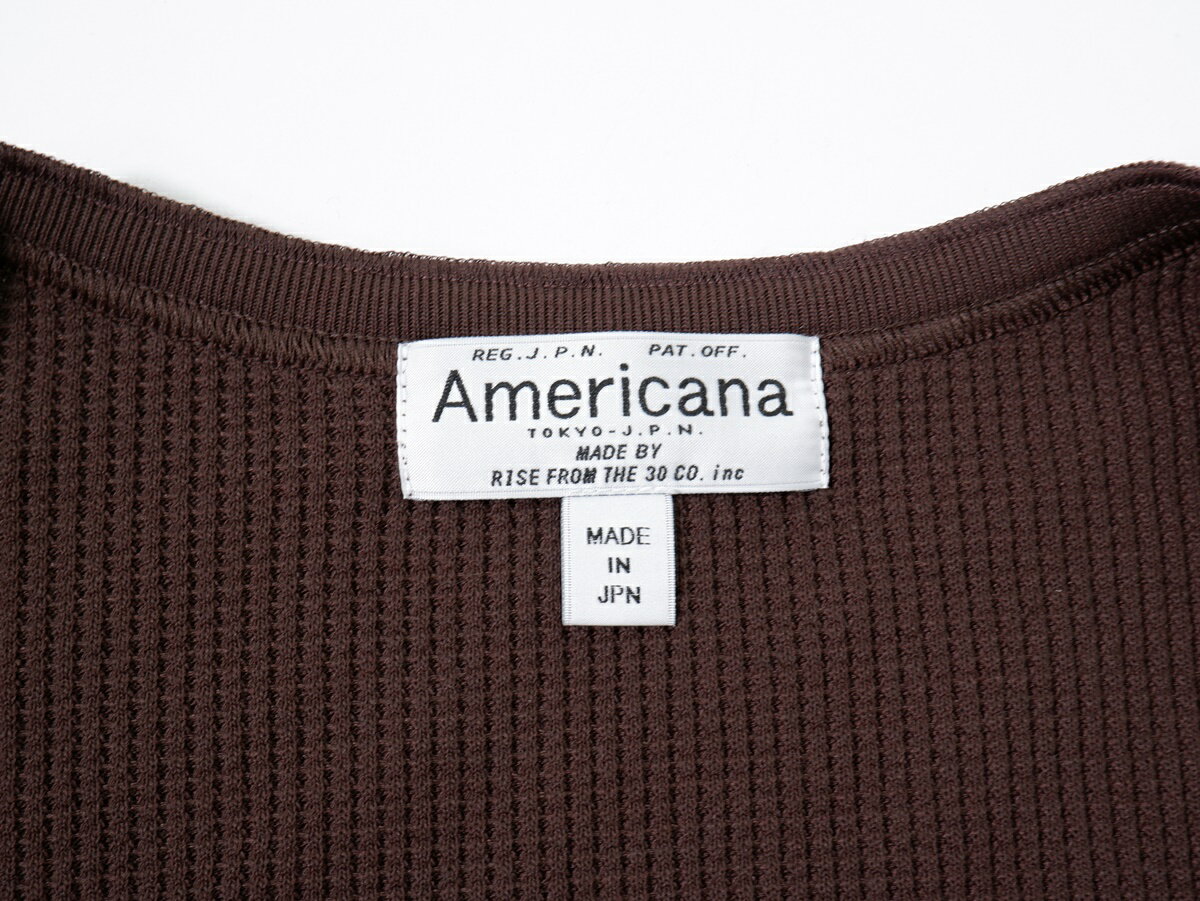 REG.J.P.N. PAT.OFF.
Americana
TOKYO-J.P.N.
MADE BY
RISE FROM THE 30 CO. inc
MADE
IN
JPN